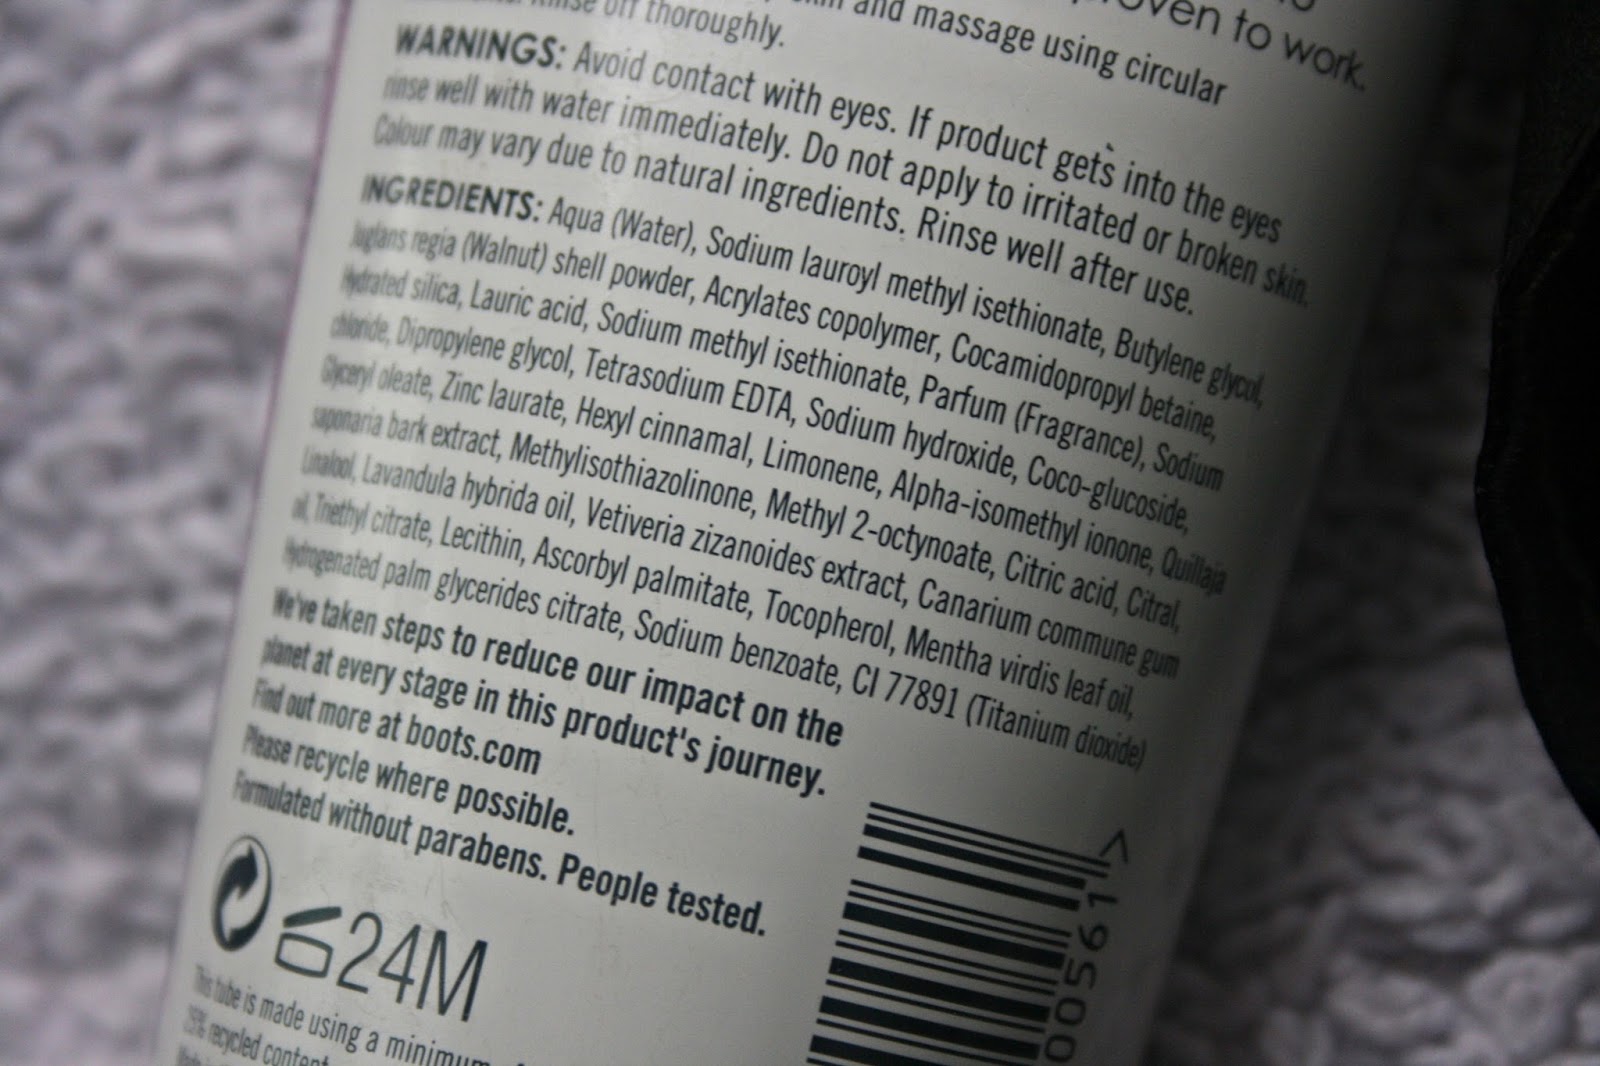 to work.
and massage using circular
Rinse off thoroughly.
WARNINGS: Avoid contact with eyes. If product gets into the eyes
rinse well with water immediately. Do not apply to irritated or broken skin.
Colour may vary due to natural ingredients. Rinse well after use.
INGREDIENTS: Aqua (Water), Sodium lauroyl methyl isethionate, Butylene glycol,
Juglans regia (Walnut) shell powder, Acrylates copolymer, Cocamidopropyl betaine,
Hydrated silica, Lauric acid, Sodium methyl isethionate, Parfum (Fragrance), Sodium
chloride, Dipropylene glycol, Tetrasodium EDTA, Sodium hydroxide, Coco-glucoside,
Glyceryl oleate, Zinc laurate, Hexyl cinnamal, Limonene, Alpha-isomethyl ionone, Quillaja
saponaria bark extract, Methylisothiazolinone, Methyl 2-octynoate, Citric acid, Citral,
Linalool, Lavandula hybrida oil, Vetiveria zizanoides extract, Canarium commune gum
oil, Triethyl citrate, Lecithin, Ascorbyl palmitate, Tocopherol, Mentha virdis leaf oil,
Hydrogenated palm glycerides citrate, Sodium benzoate, CI 77891 (Titanium dioxide)
We've taken steps to reduce our impact on the
planet at every stage in this product's journey.
Find out more at boots.com
Please recycle where possible.
Formulated without parabens. People tested.
24M
This tube is made using a minimum
25% recycled content
00561>